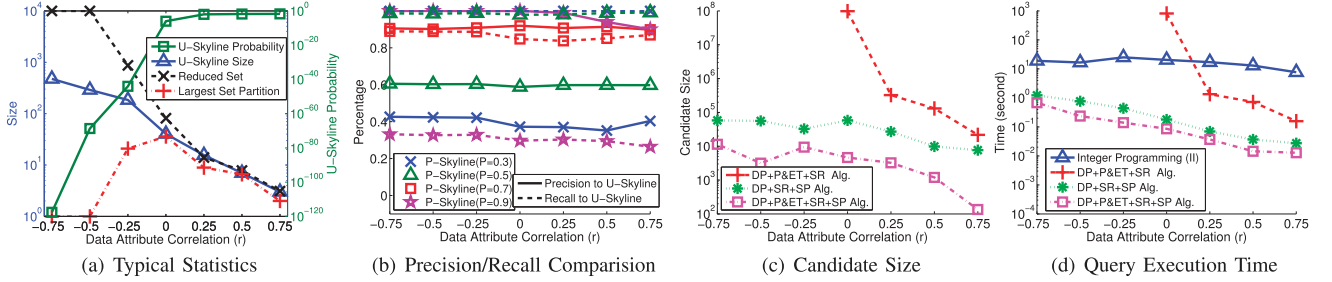 10^4
10^3
10^2
10^1
10^0
Size
10^0
10^-20
10^-40
10^-60
10^-80
10^-100
10^-120
U-Skyline Probability
U-Skyline Probability
U-Skyline Size
Reduced Set
Largest Set Partition
-0.75 -0.5 -0.25 0 0.25 0.5 0.75
Data Attribute Correlation (r)
(a) Typical Statistics
0.8
0.6
0.4
0.2
0
Percentage
P-Skyline(P=0.3)
P-Skyline(P=0.5)
P-Skyline(P=0.7)
P-Skyline(P=0.9)
Precision to U-Skyline
Recall to U-Skyline
-0.75 -0.5 -0.25 0 0.25 0.5 0.75
Data Attribute Correlation (r)
(b) Precision/Recall Comparision
10^8
10^7
10^6
10^5
10^4
10^3
10^2
Candidate Size
DP+P&ET+SR Alg.
DP+SR+SP Alg.
DP+P&ET+SR+SP Alg.
-0.75 -0.5 -0.25 0 0.25 0.5 0.75
Data Attribute Correlation (r)
(c) Candidate Size
10^3
10^2
10^1
10^0
10^-1
10^-2
10^-3
10^-4
Time (second)
Integer Programming (II)
DP+P&ET+SR Alg.
DP+SR+SP Alg.
DP+P&ET+SR+SP Alg.
-0.75 -0.5 -0.25 0 0.25 0.5 0.75
Data Attribute Correlation (r)
(d) Query Execution Time